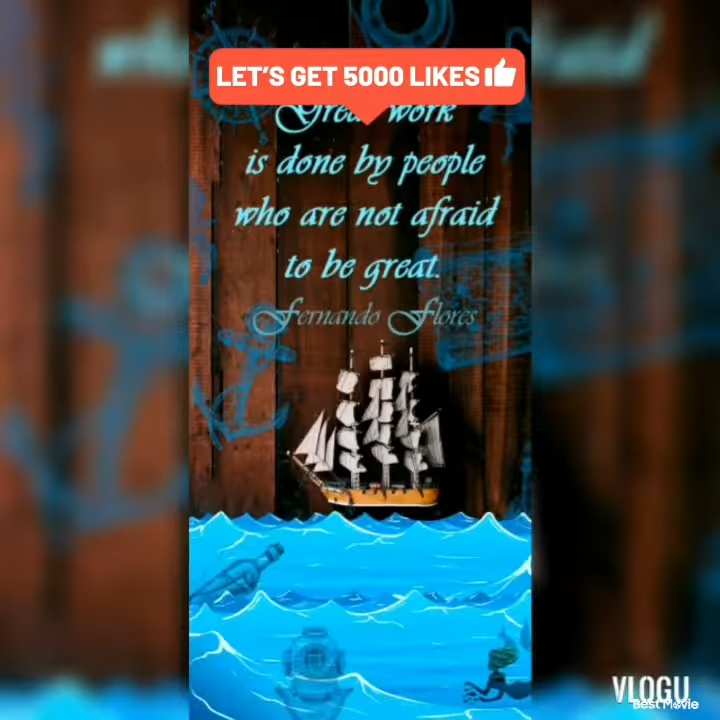 LET'S GET 5000 LIKES
Great work
is done by people
who are not afraid
to be great.
Fernando Flores
VLOGU
Best Movie